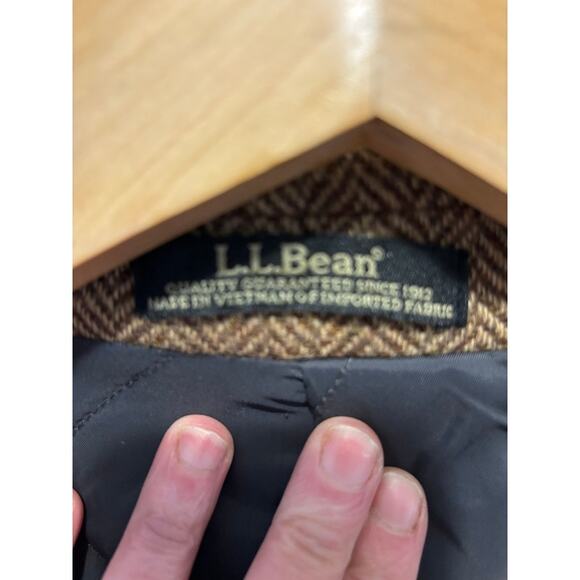 L.L.Bean®
QUALITY GUARANTEED SINCE 1912
MADE IN VIETNAM OF IMPORTED FABRIC